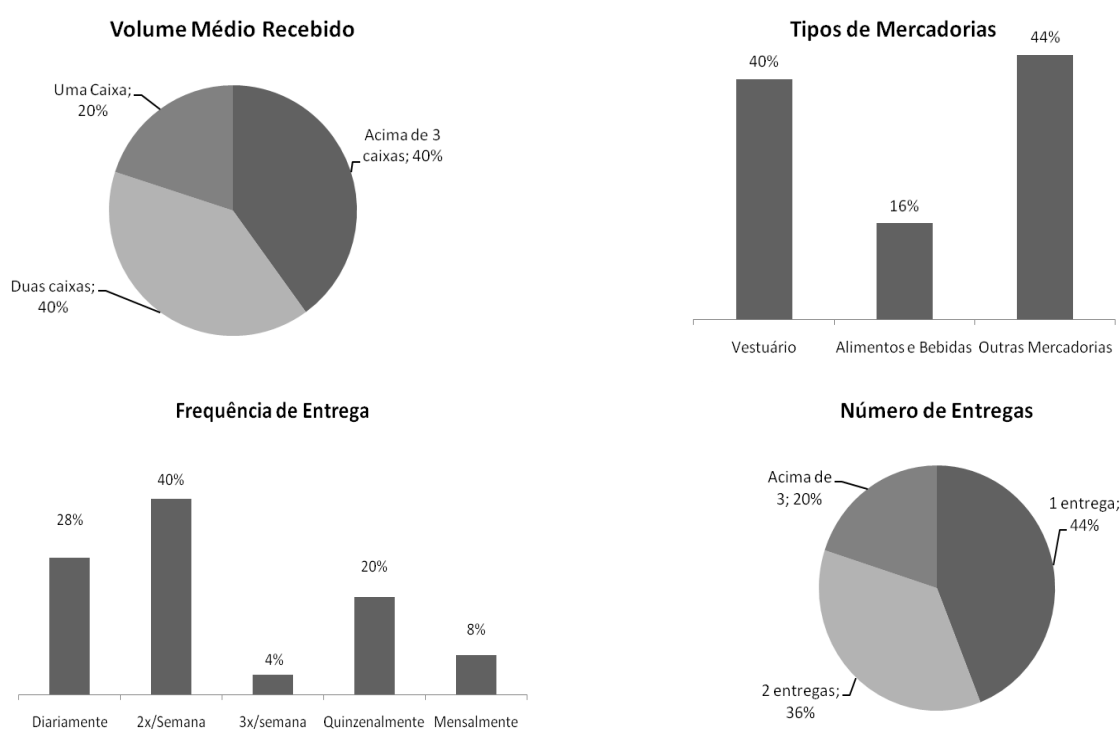 Volume Médio Recebido
Uma Caixa;
20%
Acima de 3
caixas; 40%
Duas caixas;
40%
Tipos de Mercadorias
40%
16%
44%
Vestuário
Alimentos e Bebidas
Outras Mercadorias
Frequência de Entrega
28%
40%
4%
20%
8%
Diariamente
2x/Semana
3x/semana
Quinzenalmente
Mensalmente
Número de Entregas
Acima de
3; 20%
1 entrega;
44%
2 entregas;
36%